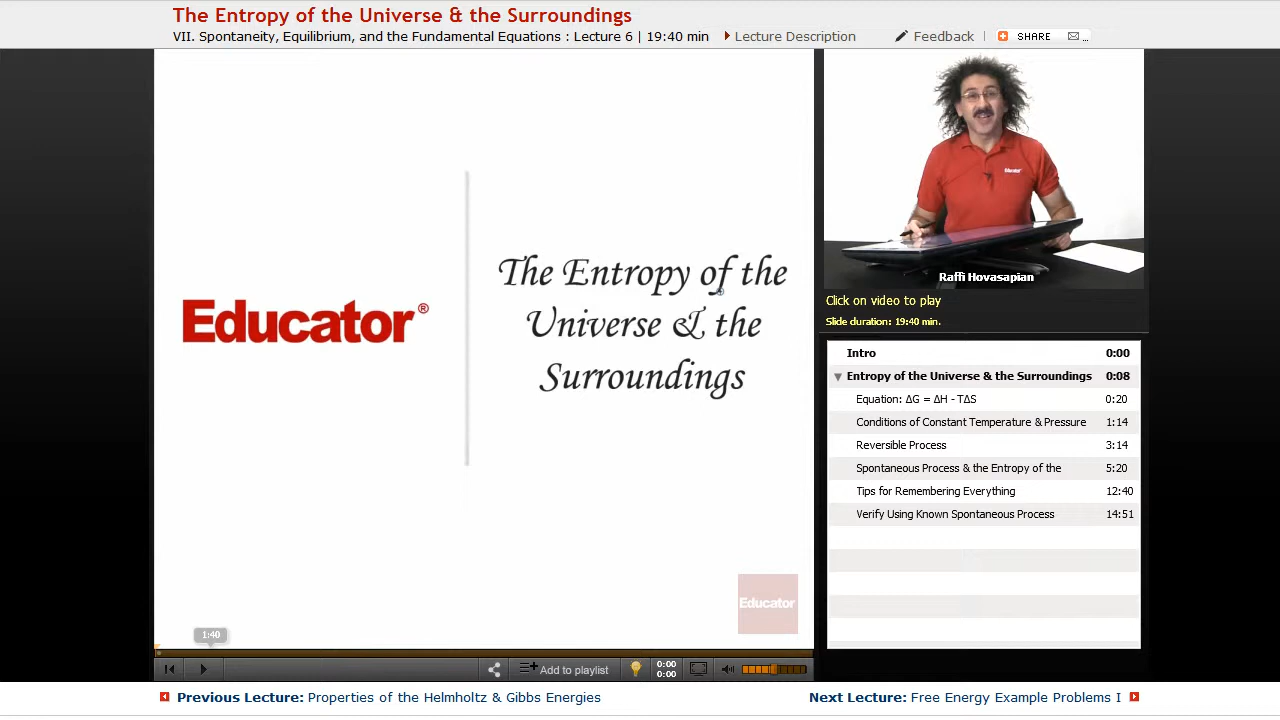 The Entropy of the Universe & the Surroundings
VII. Spontaneity, Equilibrium, and the Fundamental Equations : Lecture 6 | 19:40 min
Lecture Description
Feedback
SHARE
...
Educator®
The Entropy of the
Universe & the
Surroundings
Educator
1:40
Educator
Raffi Hovasapian
Click on video to play
Slide duration: 19:40 min.
Intro 0:00
Entropy of the Universe & the Surroundings 0:08
Equation: ΔG = ΔH - TΔS 0:20
Conditions of Constant Temperature & Pressure 1:14
Reversible Process 3:14
Spontaneous Process & the Entropy of the 5:20
Tips for Remembering Everything 12:40
Verify Using Known Spontaneous Process 14:51
Add to playlist
0:00
0:00
Previous Lecture: Properties of the Helmholtz & Gibbs Energies
Next Lecture: Free Energy Example Problems I